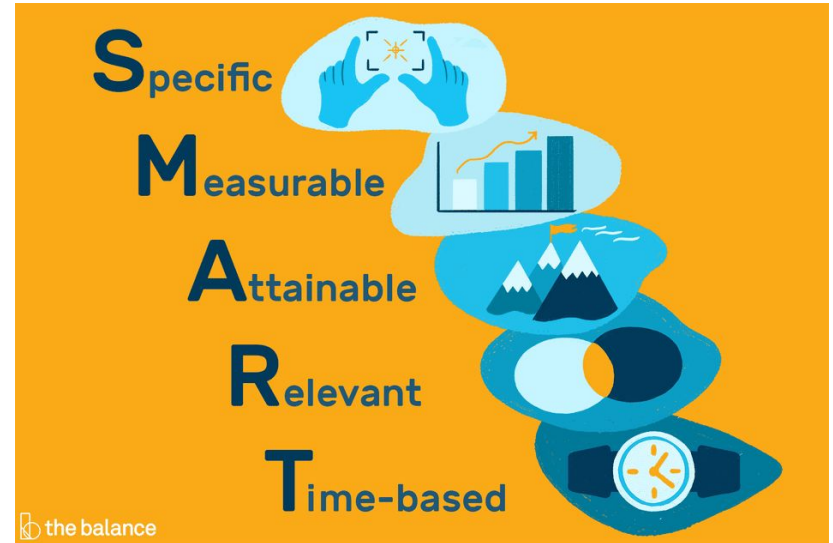 Specific
Measurable
Attainable
Relevant
Time-based
the balance